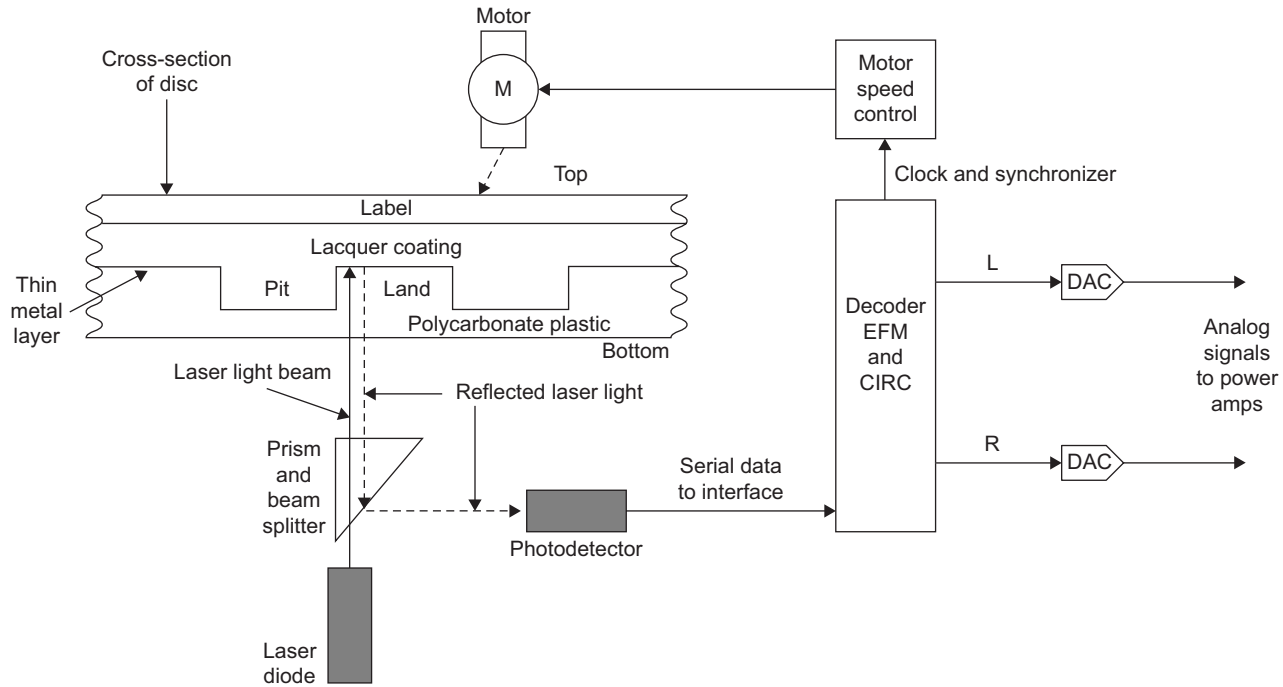 Motor
Cross-section
of disc
M
Motor
speed
control
Top
Clock and synchronizer
Label
Lacquer coating
Thin
metal
layer
Pit
Land
Polycarbonate plastic
Bottom
L
DAC
Decoder
EFM
and
CIRC
Analog
signals
to power
amps
Laser light beam
Reflected laser light
Prism
and
beam
splitter
Serial data
to interface
R
DAC
Photodetector
Laser
diode